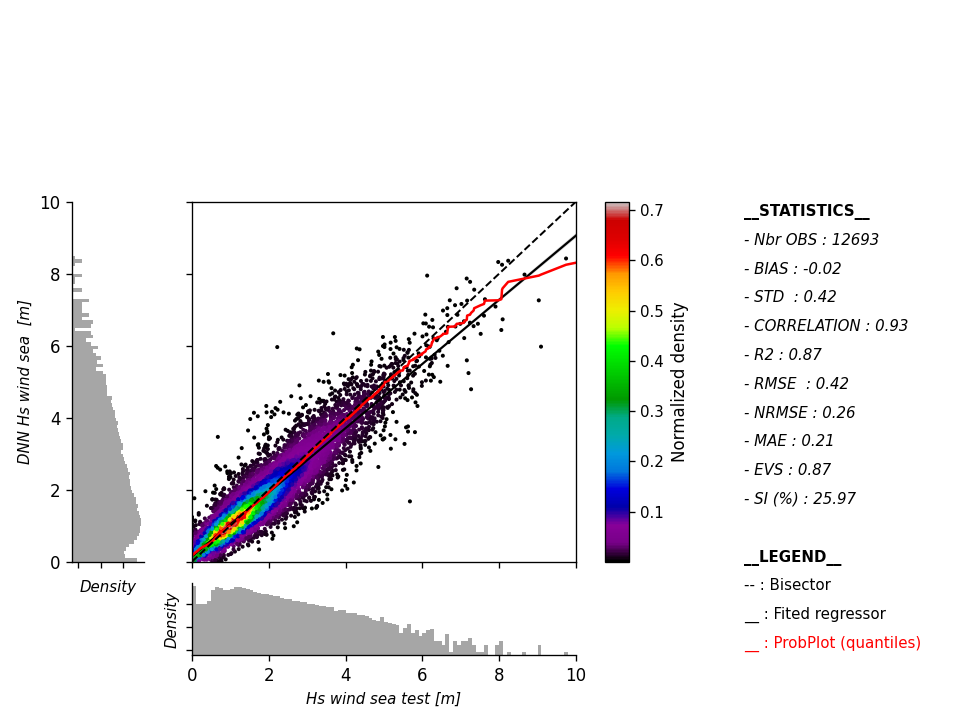 10
8
6
4
2
0
DNN Hs wind sea  [m]
Density
Density
0
2
4
6
8
10
Hs wind sea test [m]
0.7
0.6
0.5
0.4
0.3
0.2
0.1
Normalized density
__STATISTICS__
- Nbr OBS : 12693
- BIAS : -0.02
- STD  : 0.42
- CORRELATION : 0.93
- R2 : 0.87
- RMSE  : 0.42
- NRMSE : 0.26
- MAE : 0.21
- EVS : 0.87
- SI (%) : 25.97
__LEGEND__
-- : Bisector
__ : Fited regressor
__ : ProbPlot (quantiles)